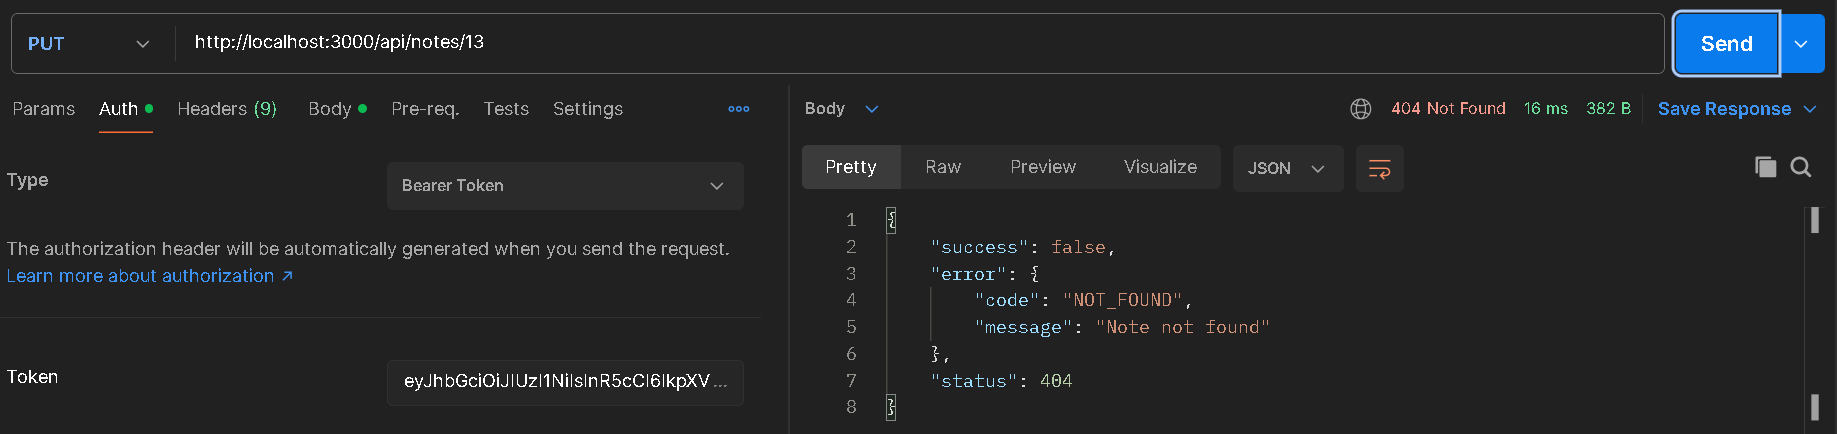 PUT http://localhost:3000/api/notes/13 Send
Params Auth Headers (9) Body Pre-req. Tests Settings
Type Bearer Token
The authorization header will be automatically generated when you send the request.
Learn more about authorization ↗
Token eyJhbGciOiJIUzI1NiIsInR5cCI6IkpXV ...
Body 404 Not Found 16 ms 382 B Save Response
Pretty Raw Preview Visualize JSON
1 {
2 "success": false,
3 "error": {
4 "code": "NOT_FOUND",
5 "message": "Note not found"
6 },
7 "status": 404
8 }